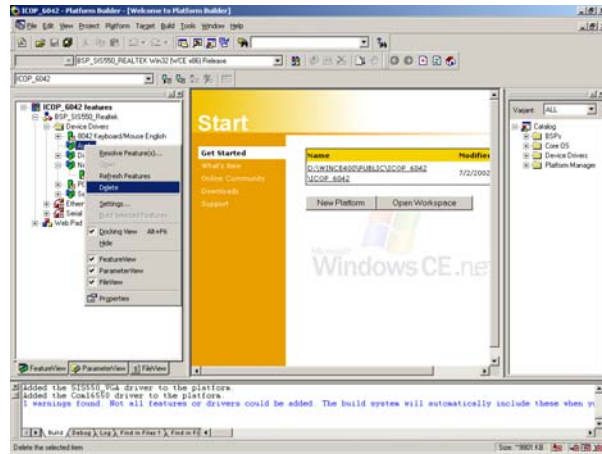 ICOP_6042 - Platform Builder - [Welcome to Platform Builder]
File Edit View Project Platform Target Build Tools Window Help
BSP_SIS550_REALTEK Win32 (WCE x86) Release
ICOP_6042
ICOP_6042 features
BSP_SIS550_Realtek
Device Drivers
8042 Keyboard/Mouse English
Ether
Serial
Web Pad
Resolve Feature(s)...
Open
Refresh Features
Delete
Settings...
Build Selected Features
Docking View Alt+F6
Hide
FeatureView
ParameterView
FileView
Properties
Start
Get Started
What's New
Online Community
Downloads
Support
Name
Modified
D:\WINCE400\PUBLIC\ICOP_6042
\ICOP_6042
7/2/2002
New Platform
Open Workspace
Microsoft
Windows CE .ne
Variant: ALL
Catalog
BSPs
Core OS
Device Drivers
Platform Manager
FeatureView ParameterView FileView
Added the SIS550_VGA driver to the platform.
Added the Com16550 driver to the platform.
1 warnings found. Not all features or drivers could be added. The build system will automatically include these when y
Build Debug Log Find in Files 1 Find in Fi
Delete the selected item
Size: ~9801 KB